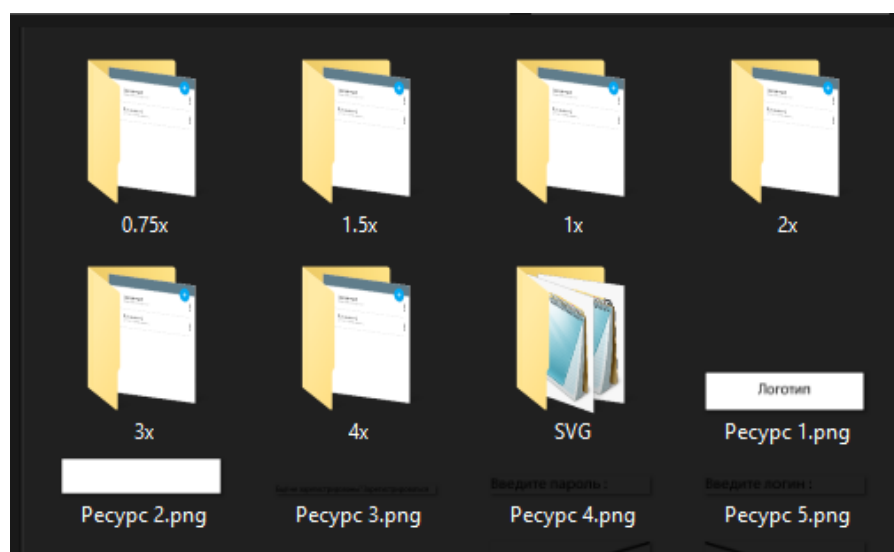 0.75x
1.5x
1x
2x
3x
4x
SVG
Логотип
Ресурс 1.png
Ресурс 2.png
Ресурс 3.png
Введите пароль :
Ресурс 4.png
Введите логин :
Ресурс 5.png